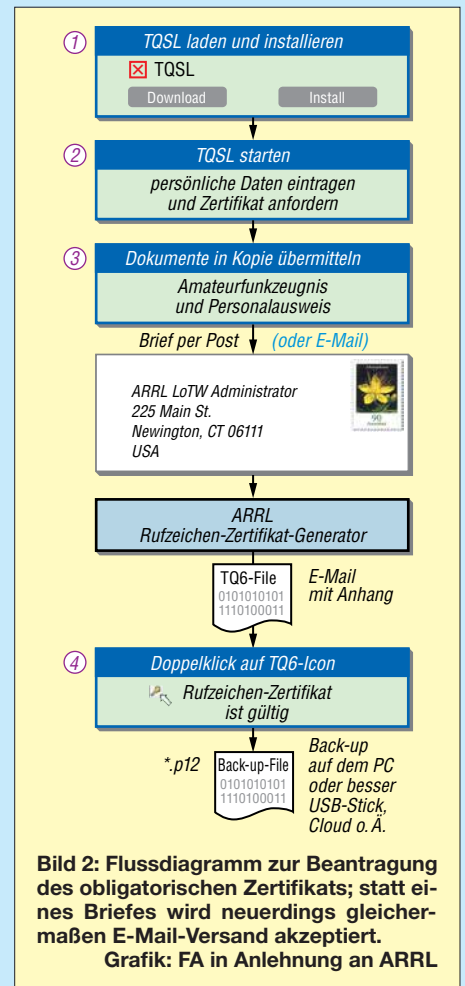 ① TQSL laden und installieren
TQSL
Download Install
② TQSL starten
persönliche Daten eintragen
und Zertifikat anfordern
③ Dokumente in Kopie übermitteln
Amateurfunkzeugnis
und Personalausweis
Brief per Post (oder E-Mail)
ARRL LoTW Administrator
225 Main St.
Newington, CT 06111
USA
90
ARRL
Rufzeichen-Zertifikat-Generator
TQ6-File
0101010101
1110100011
E-Mail
mit Anhang
④ Doppelklick auf TQ6-Icon
Rufzeichen-Zertifikat
ist gültig
*.p12
Back-up-File
0101010101
1110100011
Back-up
auf dem PC
oder besser
USB-Stick,
Cloud o. Ä.
Bild 2: Flussdiagramm zur Beantragung
des obligatorischen Zertifikats; statt ei-
nes Briefes wird neuerdings gleicher-
maßen E-Mail-Versand akzeptiert.
Grafik: FA in Anlehnung an ARRL